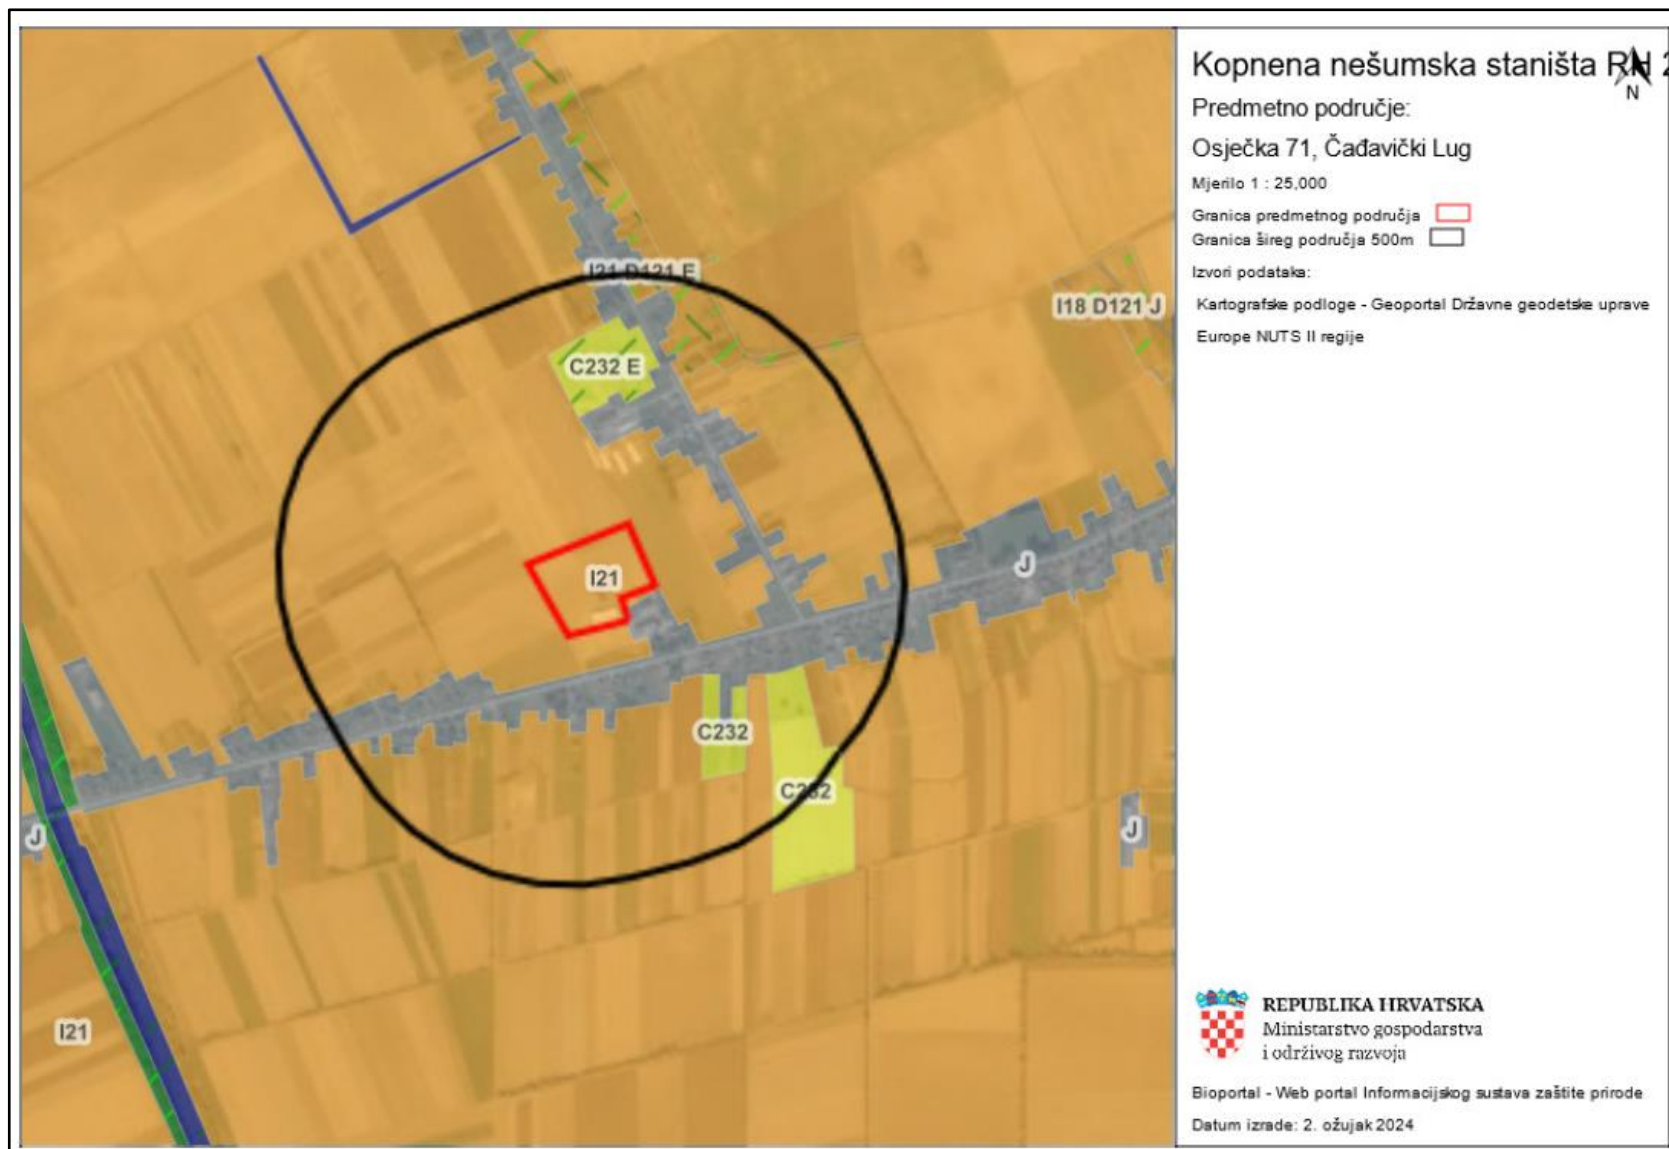 Kopnena nešumska staništa RH 2
N
Predmetno područje:
Osječka 71, Čađavički Lug
Mjerilo 1 : 25,000
Granica predmetnog područja
Granica šireg područja 500m
Izvori podataka:
Kartografske podloge - Geoportal Državne geodetske uprave
Europe NUTS II regije
I21 D121 E
I18 D121 J
C232 E
I21
J
C232
C232
J
J
I21
REPUBLIKA HRVATSKA
Ministarstvo gospodarstva
i održivog razvoja
Bioportal - Web portal Informacijskog sustava zaštite prirode
Datum izrade: 2. ožujak 2024